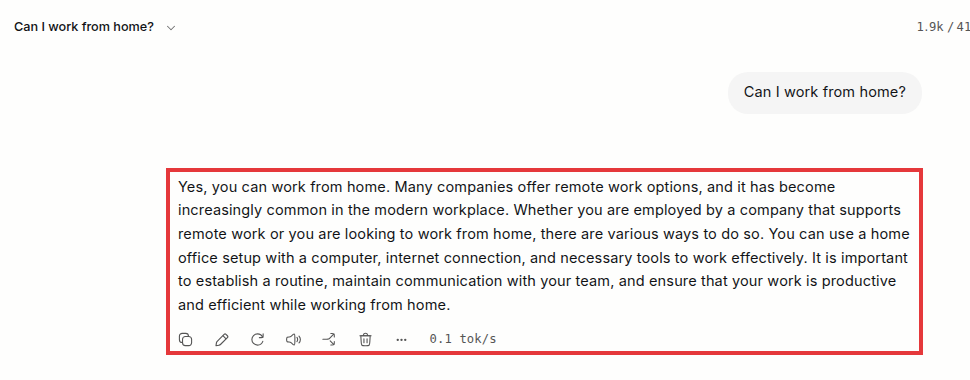 Can I work from home?
1.9k / 41
Can I work from home?
Yes, you can work from home. Many companies offer remote work options, and it has become
increasingly common in the modern workplace. Whether you are employed by a company that supports
remote work or you are looking to work from home, there are various ways to do so. You can use a home
office setup with a computer, internet connection, and necessary tools to work effectively. It is important
to establish a routine, maintain communication with your team, and ensure that your work is productive
and efficient while working from home.
0.1 tok/s